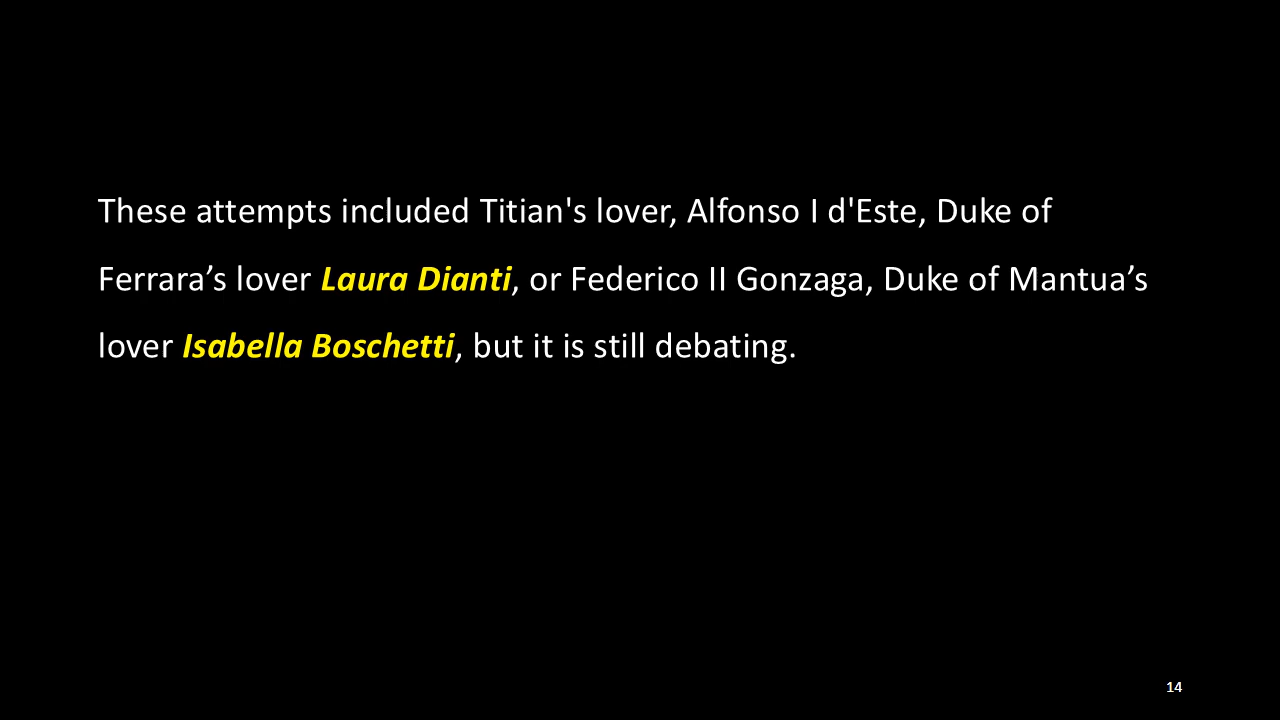 These attempts included Titian's lover, Alfonso I d'Este, Duke of
Ferrara’s lover Laura Dianti, or Federico II Gonzaga, Duke of Mantua’s
lover Isabella Boschetti, but it is still debating.
14